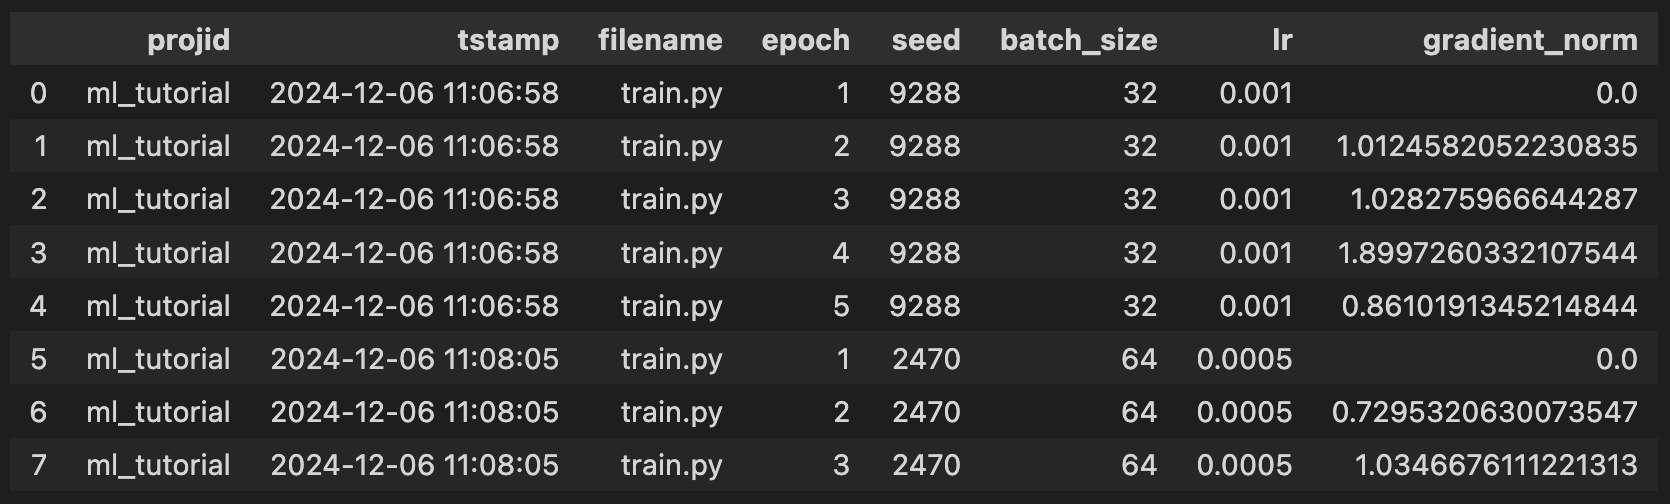 projid tstamp filename epoch seed batch_size lr gradient_norm
0 ml_tutorial 2024-12-06 11:06:58 train.py 1 9288 32 0.001 0.0
1 ml_tutorial 2024-12-06 11:06:58 train.py 2 9288 32 0.001 1.0124582052230835
2 ml_tutorial 2024-12-06 11:06:58 train.py 3 9288 32 0.001 1.028275966644287
3 ml_tutorial 2024-12-06 11:06:58 train.py 4 9288 32 0.001 1.8997260332107544
4 ml_tutorial 2024-12-06 11:06:58 train.py 5 9288 32 0.001 0.8610191345214844
5 ml_tutorial 2024-12-06 11:08:05 train.py 1 2470 64 0.0005 0.0
6 ml_tutorial 2024-12-06 11:08:05 train.py 2 2470 64 0.0005 0.7295320630073547
7 ml_tutorial 2024-12-06 11:08:05 train.py 3 2470 64 0.0005 1.0346676111221313